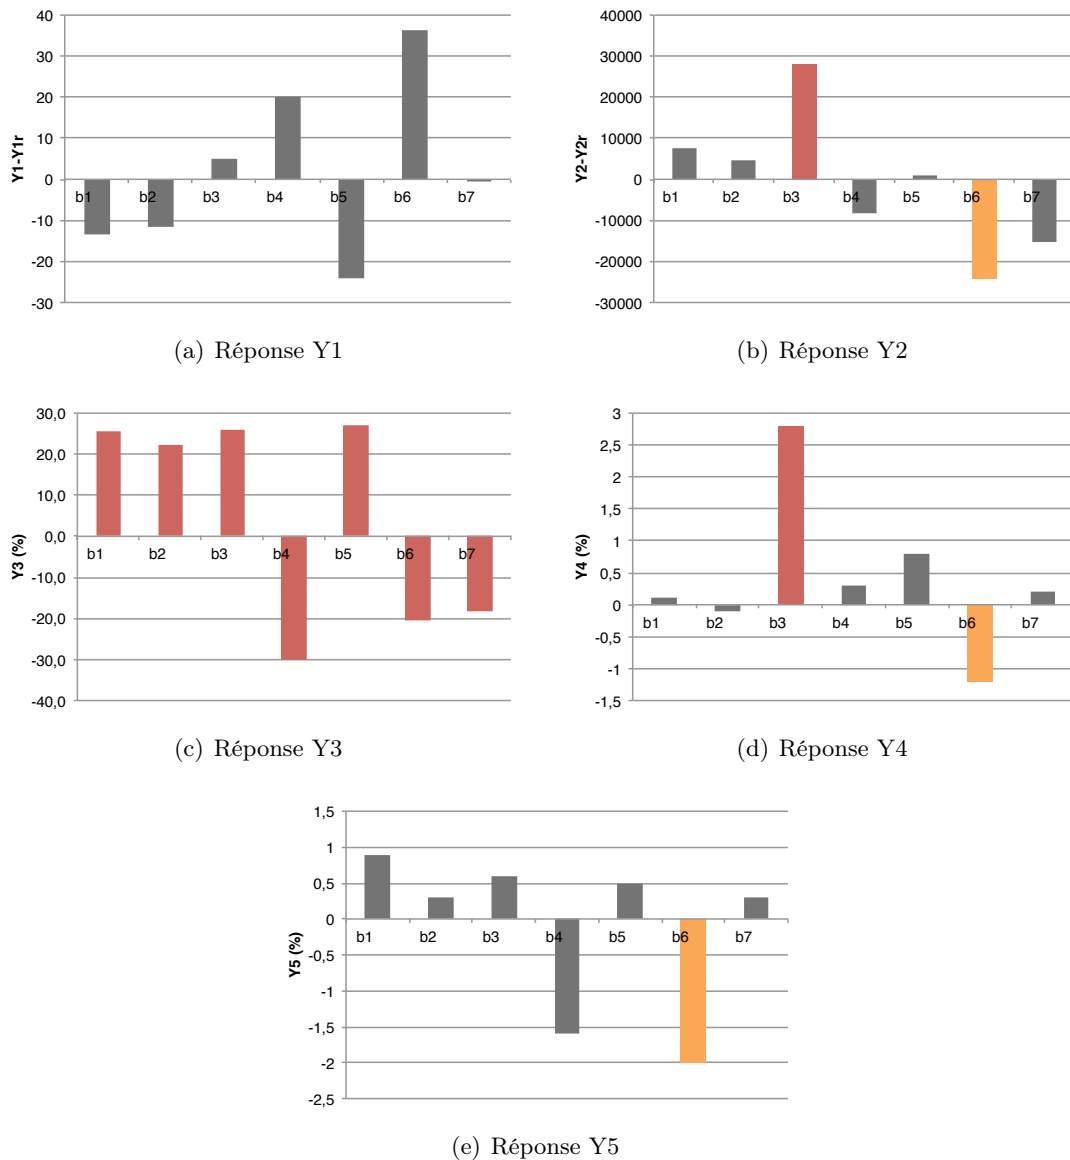 40
30
20
10
0
-10
-20
-30
Y1-Y1r
b1 b2 b3 b4 b5 b6 b7
(a) Réponse Y1
40000
30000
20000
10000
0
-10000
-20000
-30000
Y2-Y2r
b1 b2 b3 b4 b5 b6 b7
(b) Réponse Y2
30,0
20,0
10,0
0,0
-10,0
-20,0
-30,0
-40,0
Y3 (%)
b1 b2 b3 b4 b5 b6 b7
(c) Réponse Y3
3
2,5
2
1,5
1
0,5
0
-0,5
-1
-1,5
Y4 (%)
b1 b2 b3 b4 b5 b6 b7
(d) Réponse Y4
1,5
1
0,5
0
-0,5
-1
-1,5
-2
-2,5
Y5 (%)
b1 b2 b3 b4 b5 b6 b7
(e) Réponse Y5